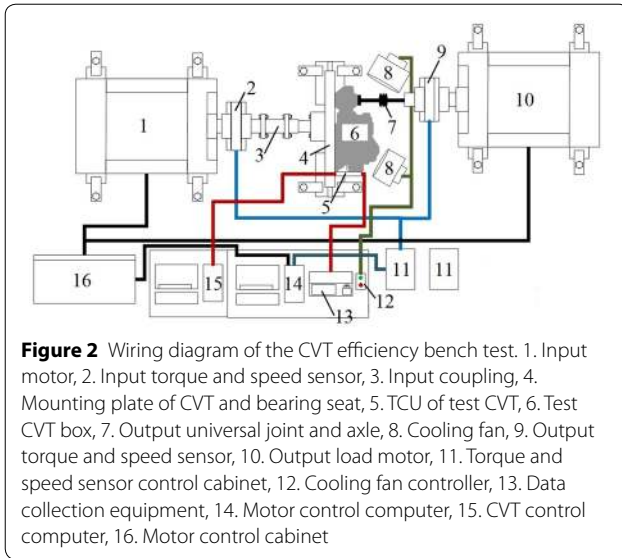 2
9
8
10
1
6
7
4
3
8
5
16
15
14
11
11
13
12
Figure 2 Wiring diagram of the CVT efficiency bench test. 1. Input
motor, 2. Input torque and speed sensor, 3. Input coupling, 4.
Mounting plate of CVT and bearing seat, 5. TCU of test CVT, 6. Test
CVT box, 7. Output universal joint and axle, 8. Cooling fan, 9. Output
torque and speed sensor, 10. Output load motor, 11. Torque and
speed sensor control cabinet, 12. Cooling fan controller, 13. Data
collection equipment, 14. Motor control computer, 15. CVT control
computer, 16. Motor control cabinet